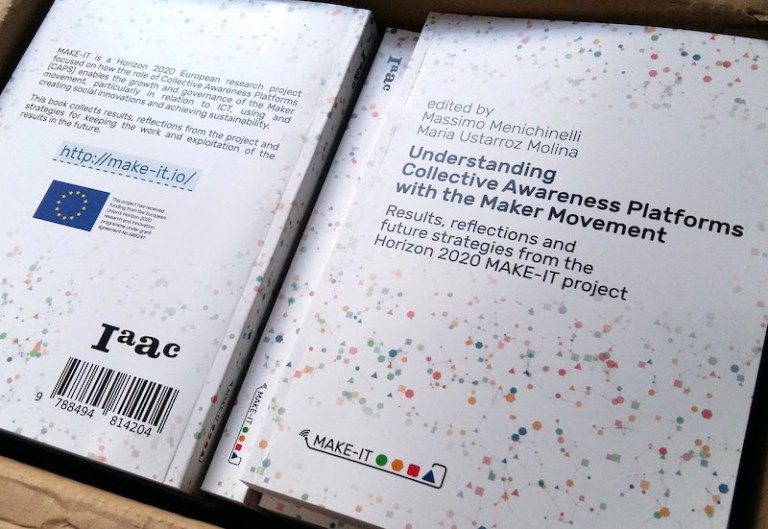 MAKE-IT is a Horizon 2020 European research project
focused on how the role of Collective Awareness Platforms
(CAPS) enables the growth and governance of the Maker
movement, particularly in relation to ICT, using and
creating social innovations and achieving sustainability.
This book collects results, reflections from the project and
strategies for keeping the work and exploitation of the
results in the future.
http://make-it.io/
This project has received
funding from the European
Union's Horizon 2020
research and innovation
programme under grant
agreement No 688241
Iaac
9 788494 814204
Iaac
MAKE-IT
edited by
Massimo Menichinelli
Maria Ustarroz Molina
Understanding
Collective Awareness Platforms
with the Maker Movement
Results, reflections and
future strategies from the
Horizon 2020 MAKE-IT project
MAKE-IT